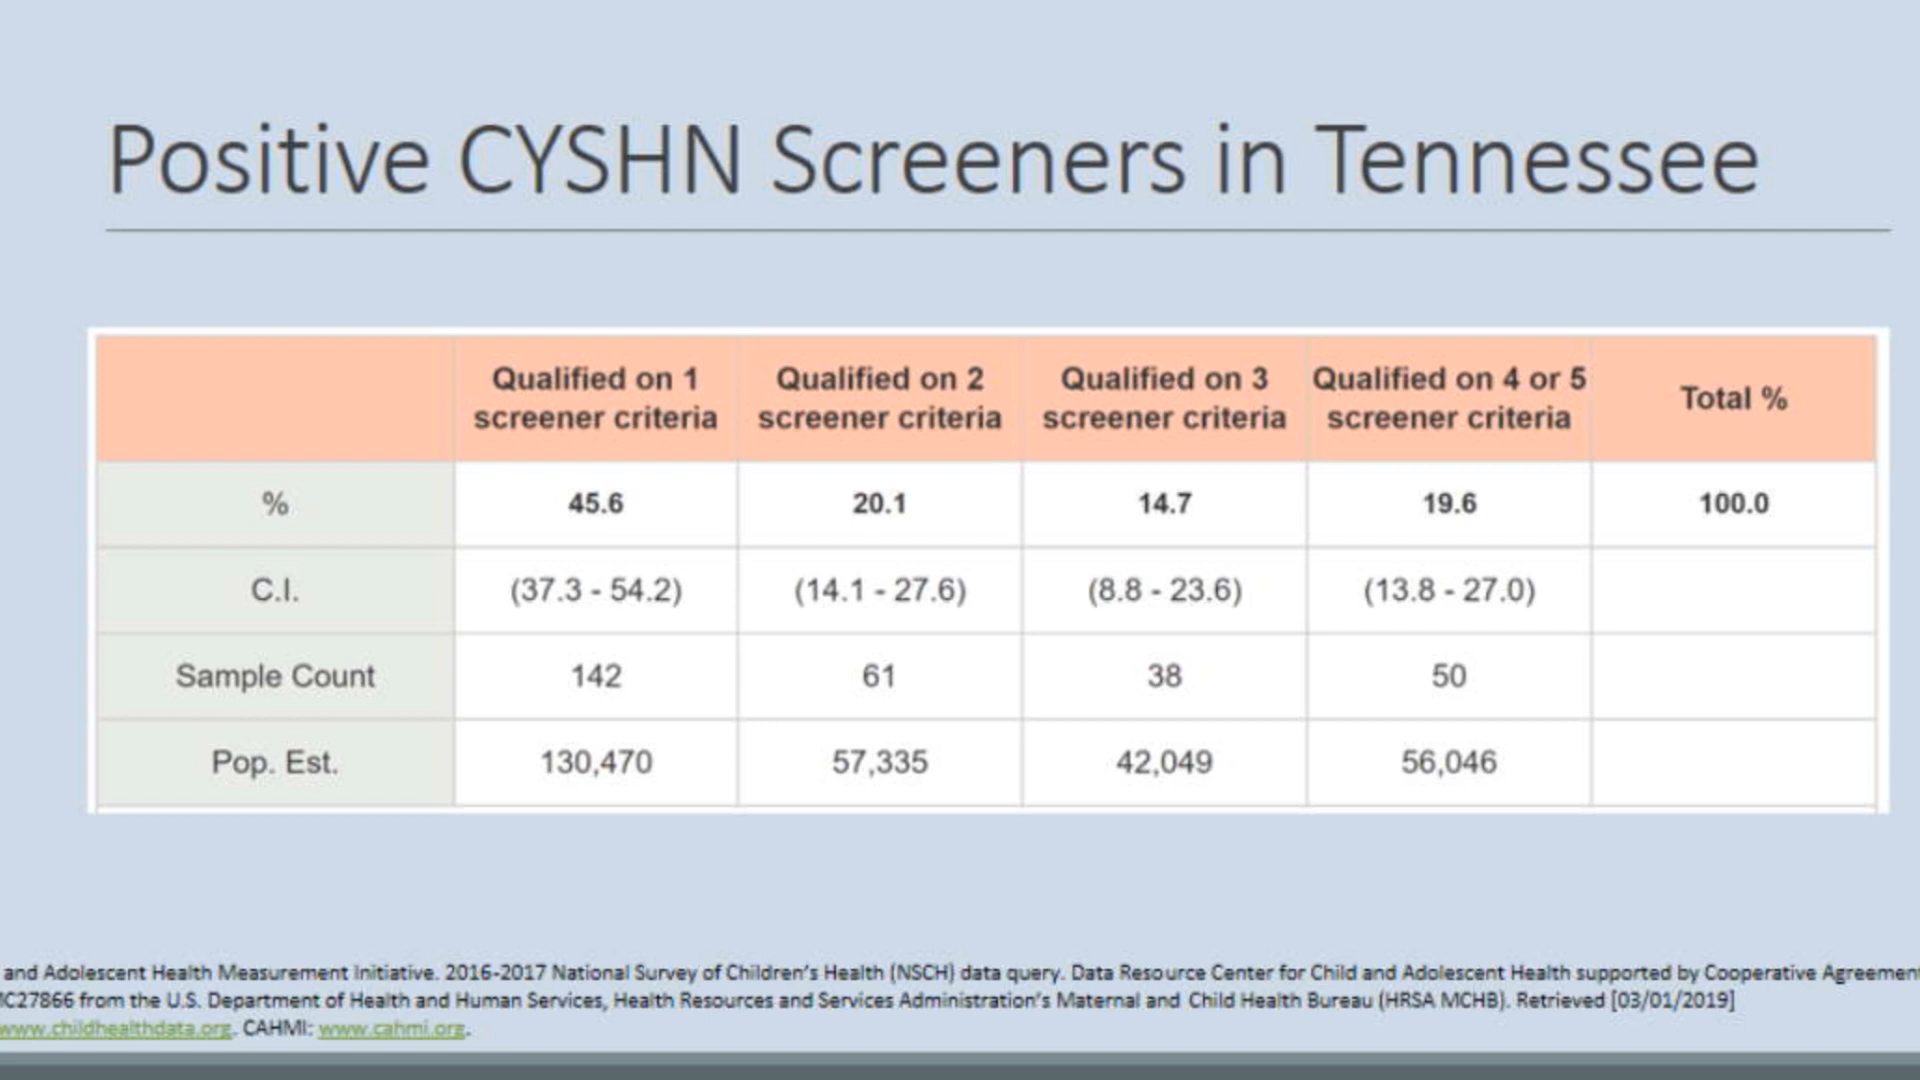 Positive CYSHN Screeners in Tennessee
Qualified on 1 screener criteria
Qualified on 2 screener criteria
Qualified on 3 screener criteria
Qualified on 4 or 5 screener criteria
Total %
% 45.6 20.1 14.7 19.6 100.0
C.I. (37.3 - 54.2) (14.1 - 27.6) (8.8 - 23.6) (13.8 - 27.0)
Sample Count 142 61 38 50
Pop. Est. 130,470 57,335 42,049 56,046
and Adolescent Health Measurement Initiative. 2016-2017 National Survey of Children's Health (NSCH) data query. Data Resource Center for Child and Adolescent Health supported by Cooperative Agreement
C27866 from the U.S. Department of Health and Human Services, Health Resources and Services Administration's Maternal and Child Health Bureau (HRSA MCHB). Retrieved [03/01/2019]
www.childhealthdata.org. CAHMI: www.cahmi.org.